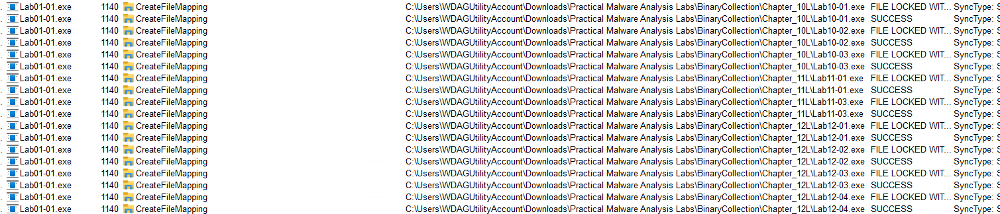 Lab01-01.exe 1140 CreateFileMapping C:\Users\WDAGUtilityAccount\Downloads\Practical Malware Analysis Labs\BinaryCollection\Chapter_10L\Lab10-01.exe FILE LOCKED WIT... SyncType: S
Lab01-01.exe 1140 CreateFileMapping C:\Users\WDAGUtilityAccount\Downloads\Practical Malware Analysis Labs\BinaryCollection\Chapter_10L\Lab10-01.exe SUCCESS SyncType: S
Lab01-01.exe 1140 CreateFileMapping C:\Users\WDAGUtilityAccount\Downloads\Practical Malware Analysis Labs\BinaryCollection\Chapter_10L\Lab10-02.exe FILE LOCKED WIT... SyncType: S
Lab01-01.exe 1140 CreateFileMapping C:\Users\WDAGUtilityAccount\Downloads\Practical Malware Analysis Labs\BinaryCollection\Chapter_10L\Lab10-02.exe SUCCESS SyncType: S
Lab01-01.exe 1140 CreateFileMapping C:\Users\WDAGUtilityAccount\Downloads\Practical Malware Analysis Labs\BinaryCollection\Chapter_10L\Lab10-03.exe FILE LOCKED WIT... SyncType: S
Lab01-01.exe 1140 CreateFileMapping C:\Users\WDAGUtilityAccount\Downloads\Practical Malware Analysis Labs\BinaryCollection\Chapter_10L\Lab10-03.exe SUCCESS SyncType: S
Lab01-01.exe 1140 CreateFileMapping C:\Users\WDAGUtilityAccount\Downloads\Practical Malware Analysis Labs\BinaryCollection\Chapter_11L\Lab11-01.exe FILE LOCKED WIT... SyncType: S
Lab01-01.exe 1140 CreateFileMapping C:\Users\WDAGUtilityAccount\Downloads\Practical Malware Analysis Labs\BinaryCollection\Chapter_11L\Lab11-01.exe SUCCESS SyncType: S
Lab01-01.exe 1140 CreateFileMapping C:\Users\WDAGUtilityAccount\Downloads\Practical Malware Analysis Labs\BinaryCollection\Chapter_11L\Lab11-03.exe FILE LOCKED WIT... SyncType: S
Lab01-01.exe 1140 CreateFileMapping C:\Users\WDAGUtilityAccount\Downloads\Practical Malware Analysis Labs\BinaryCollection\Chapter_11L\Lab11-03.exe SUCCESS SyncType: S
Lab01-01.exe 1140 CreateFileMapping C:\Users\WDAGUtilityAccount\Downloads\Practical Malware Analysis Labs\BinaryCollection\Chapter_12L\Lab12-01.exe FILE LOCKED WIT... SyncType: S
Lab01-01.exe 1140 CreateFileMapping C:\Users\WDAGUtilityAccount\Downloads\Practical Malware Analysis Labs\BinaryCollection\Chapter_12L\Lab12-01.exe SUCCESS SyncType: S
Lab01-01.exe 1140 CreateFileMapping C:\Users\WDAGUtilityAccount\Downloads\Practical Malware Analysis Labs\BinaryCollection\Chapter_12L\Lab12-02.exe FILE LOCKED WIT... SyncType: S
Lab01-01.exe 1140 CreateFileMapping C:\Users\WDAGUtilityAccount\Downloads\Practical Malware Analysis Labs\BinaryCollection\Chapter_12L\Lab12-02.exe SUCCESS SyncType: S
Lab01-01.exe 1140 CreateFileMapping C:\Users\WDAGUtilityAccount\Downloads\Practical Malware Analysis Labs\BinaryCollection\Chapter_12L\Lab12-03.exe FILE LOCKED WIT... SyncType: S
Lab01-01.exe 1140 CreateFileMapping C:\Users\WDAGUtilityAccount\Downloads\Practical Malware Analysis Labs\BinaryCollection\Chapter_12L\Lab12-03.exe SUCCESS SyncType: S
Lab01-01.exe 1140 CreateFileMapping C:\Users\WDAGUtilityAccount\Downloads\Practical Malware Analysis Labs\BinaryCollection\Chapter_12L\Lab12-04.exe FILE LOCKED WIT... SyncType: S
Lab01-01.exe 1140 CreateFileMapping C:\Users\WDAGUtilityAccount\Downloads\Practical Malware Analysis Labs\BinaryCollection\Chapter_12L\Lab12-04.exe SUCCESS SyncType: S